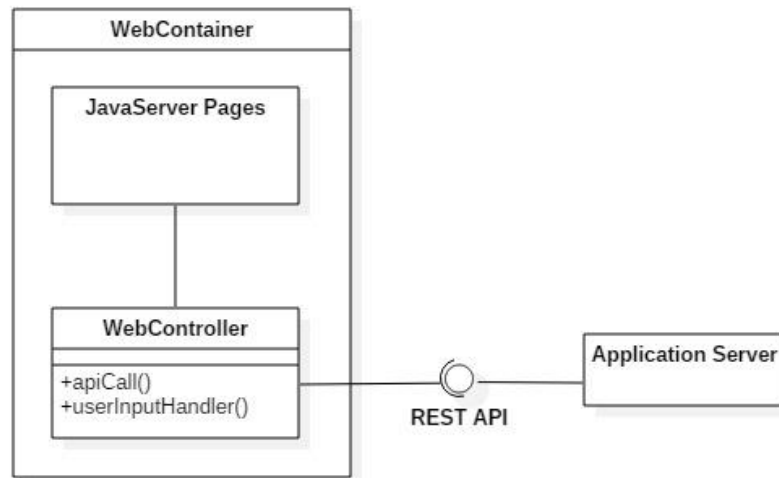 WebContainer
JavaServer Pages
WebController
+apiCall()
+userInputHandler()
REST API
Application Server